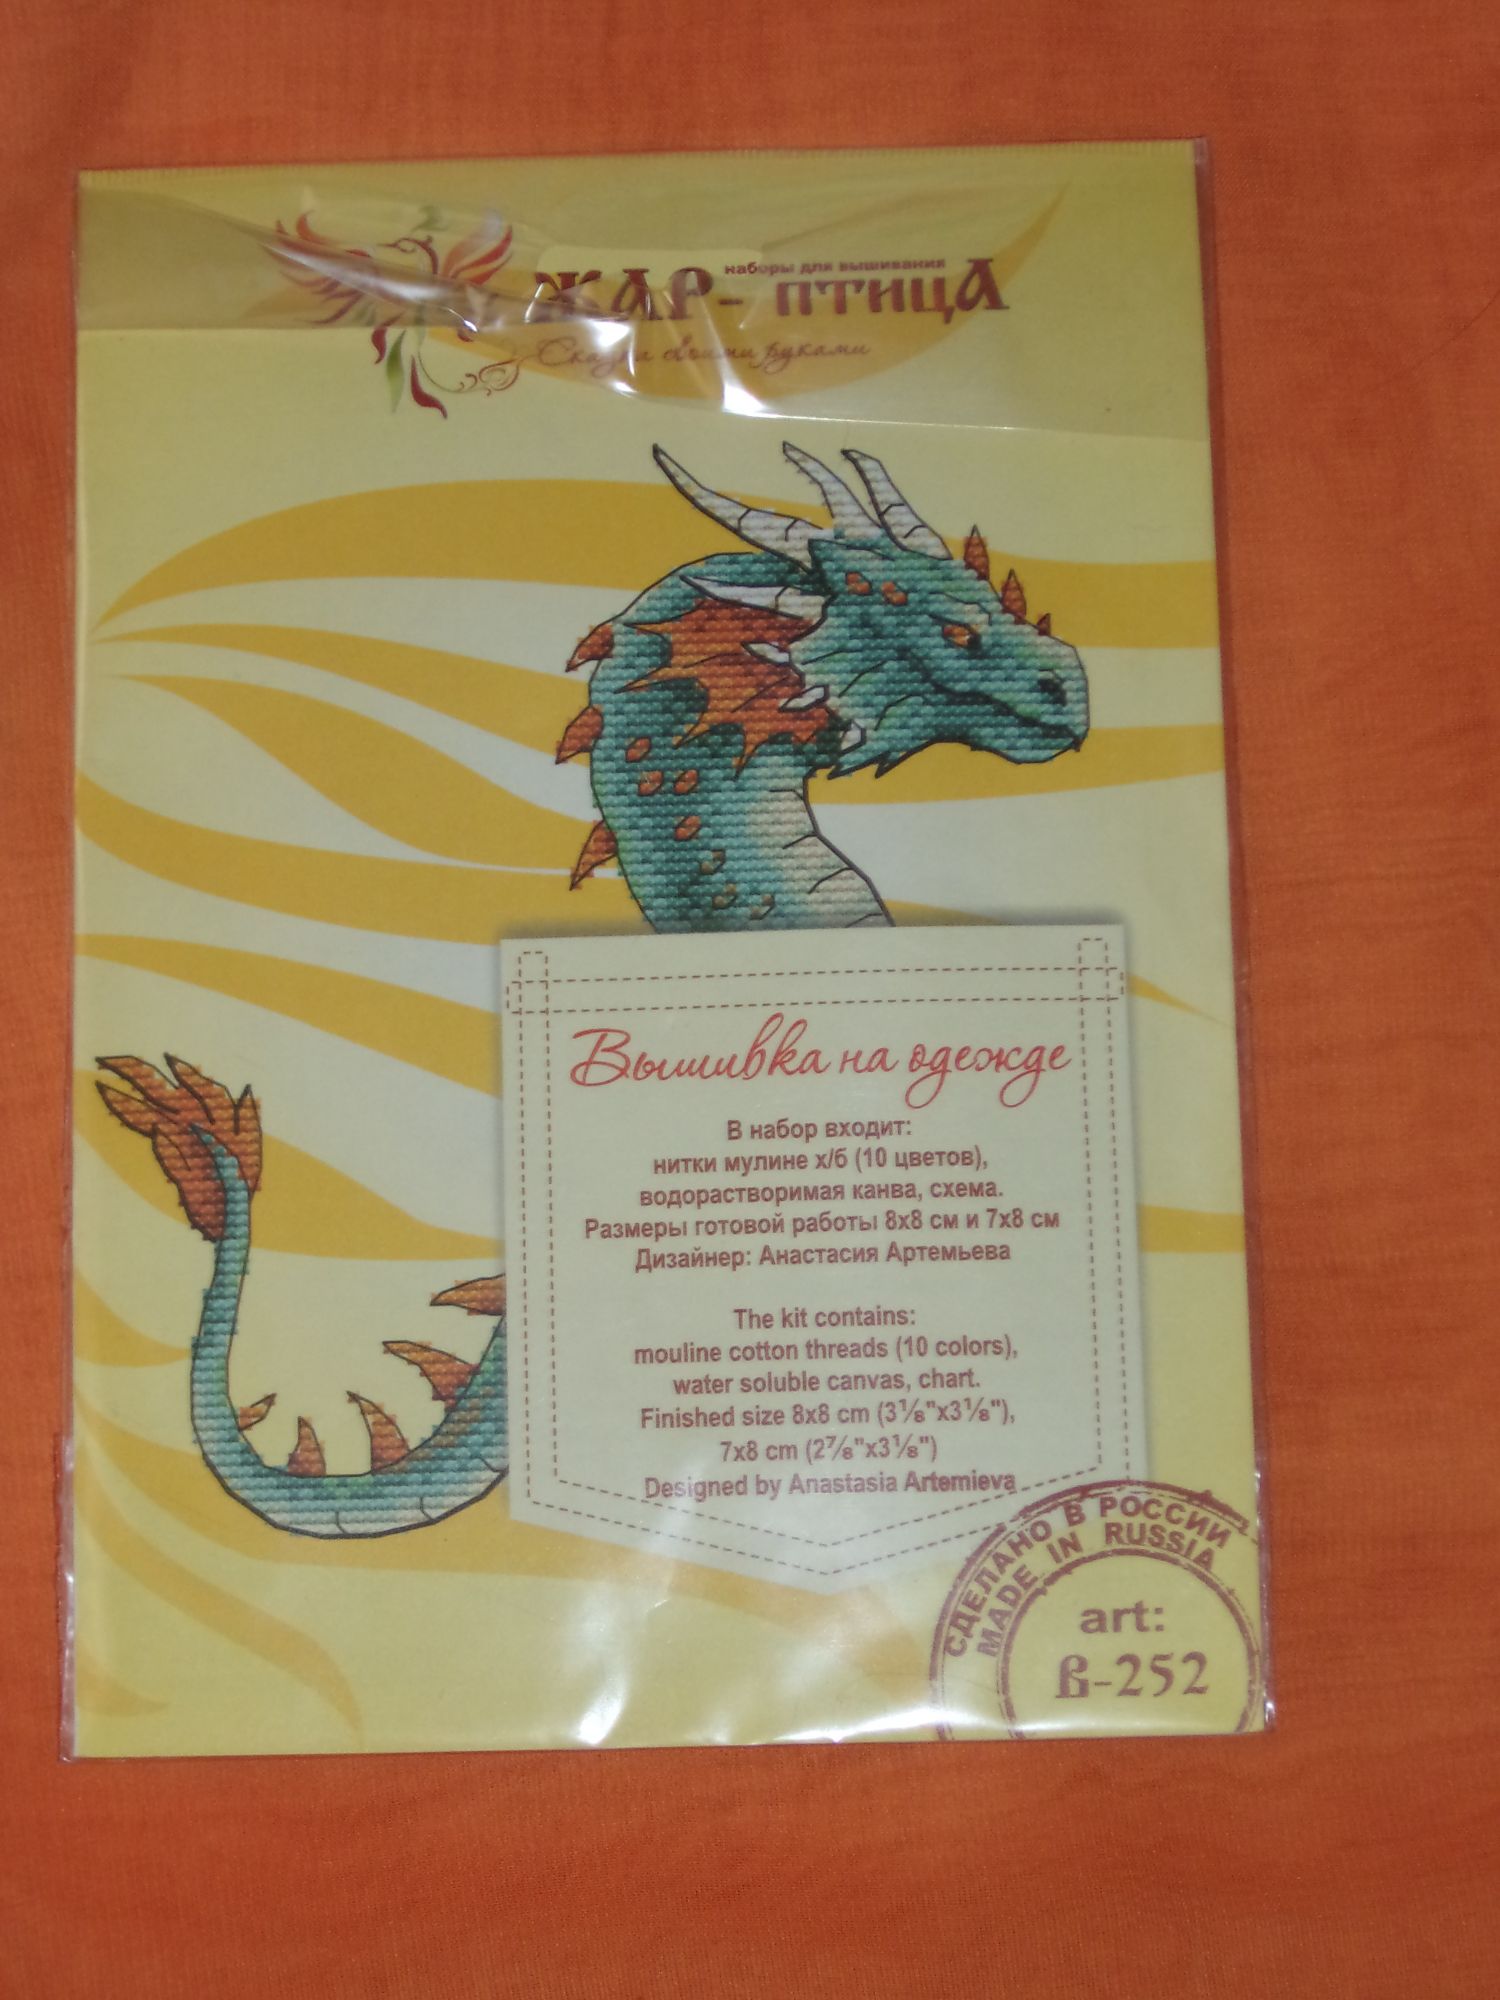 наборы для вышивания
ЖАР-ПТИЦА
Сказки своими руками
Вышивка на одежде
В набор входит:
нитки мулине х/б (10 цветов),
водорастворимая канва, схема.
Размеры готовой работы 8х8 см и 7х8 см
Дизайнер: Анастасия Артемьева
The kit contains:
mouline cotton threads (10 colors),
water soluble canvas, chart.
Finished size 8x8 cm (3⅛"x3⅛"),
7x8 cm (2⅞"x3⅛")
Designed by Anastasia Artemieva
СДЕЛАНО В РОССИИ
MADE IN RUSSIA
art:
В-252